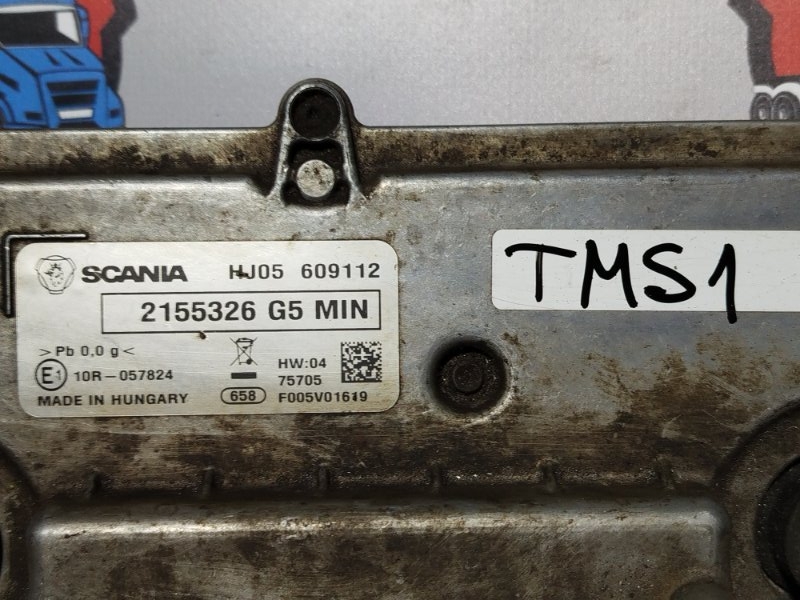 SCANIA HJ05 609112
2155326 G5 MIN
>Pb 0,0 g<
HW:04
E1 10R-057824
75705
MADE IN HUNGARY
658 F005V01619
TMS1